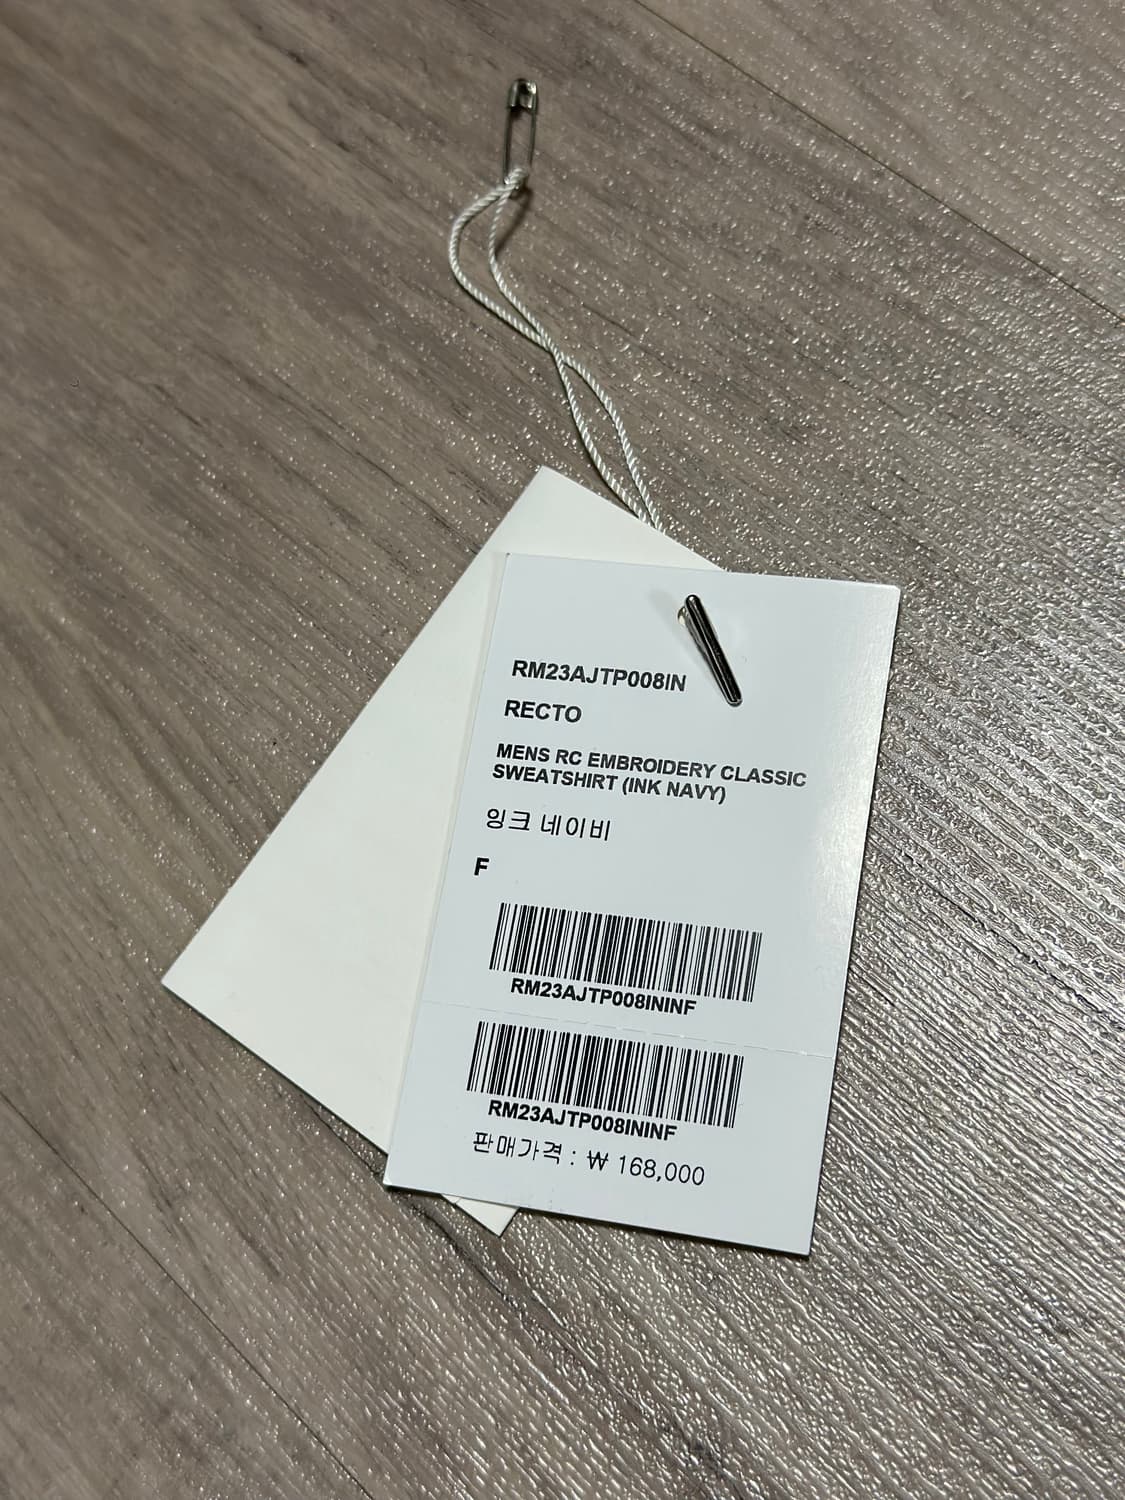 RM23AJTP008IN
RECTO
MENS RC EMBROIDERY CLASSIC
SWEATSHIRT (INK NAVY)
잉크 네이비
F
RM23AJTP008ININF
RM23AJTP008ININF
판매가격 : ₩ 168,000